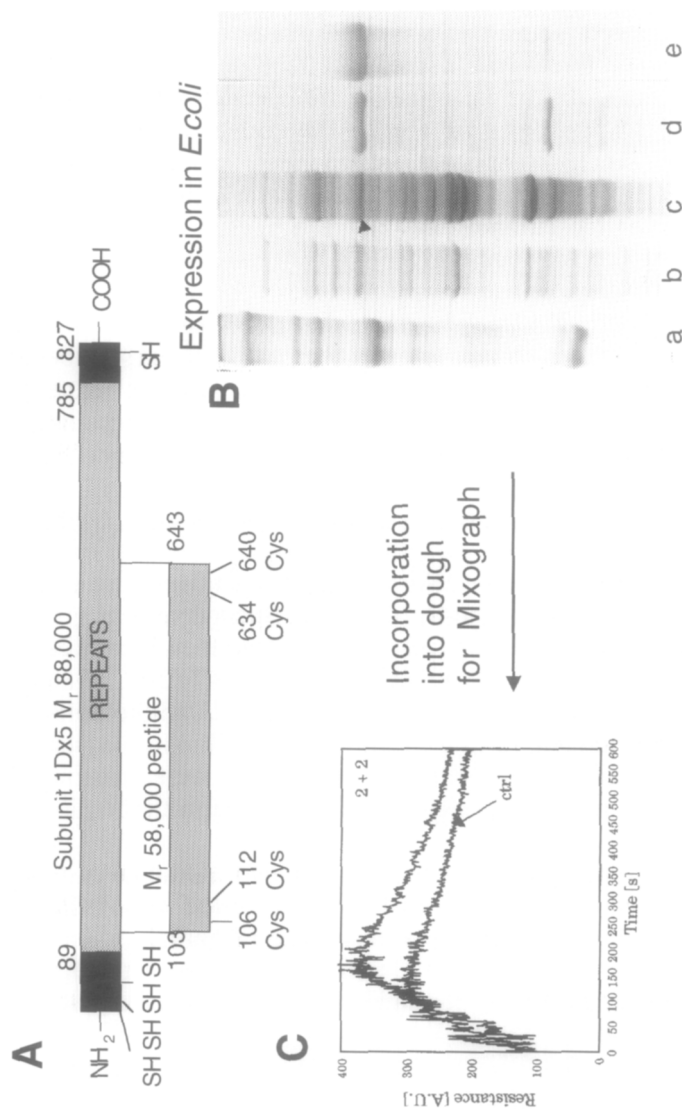 A
Subunit 1Dx5 Mr 88,000
NH2
89
REPEATS
785
827
COOH
SH SH SH SH
SH
103
Mr 58,000 peptide
643
106
Cys
112
Cys
634
Cys
640
Cys
B
Expression in E.coli
a
b
c
d
e
Incorporation
into dough
for Mixograph
C
2 + 2
ctrl
Resistance [A.U.]
400
300
200
100
0
0 50 100 150 200 250 300 350 400 450 500 550 600
Time [s]